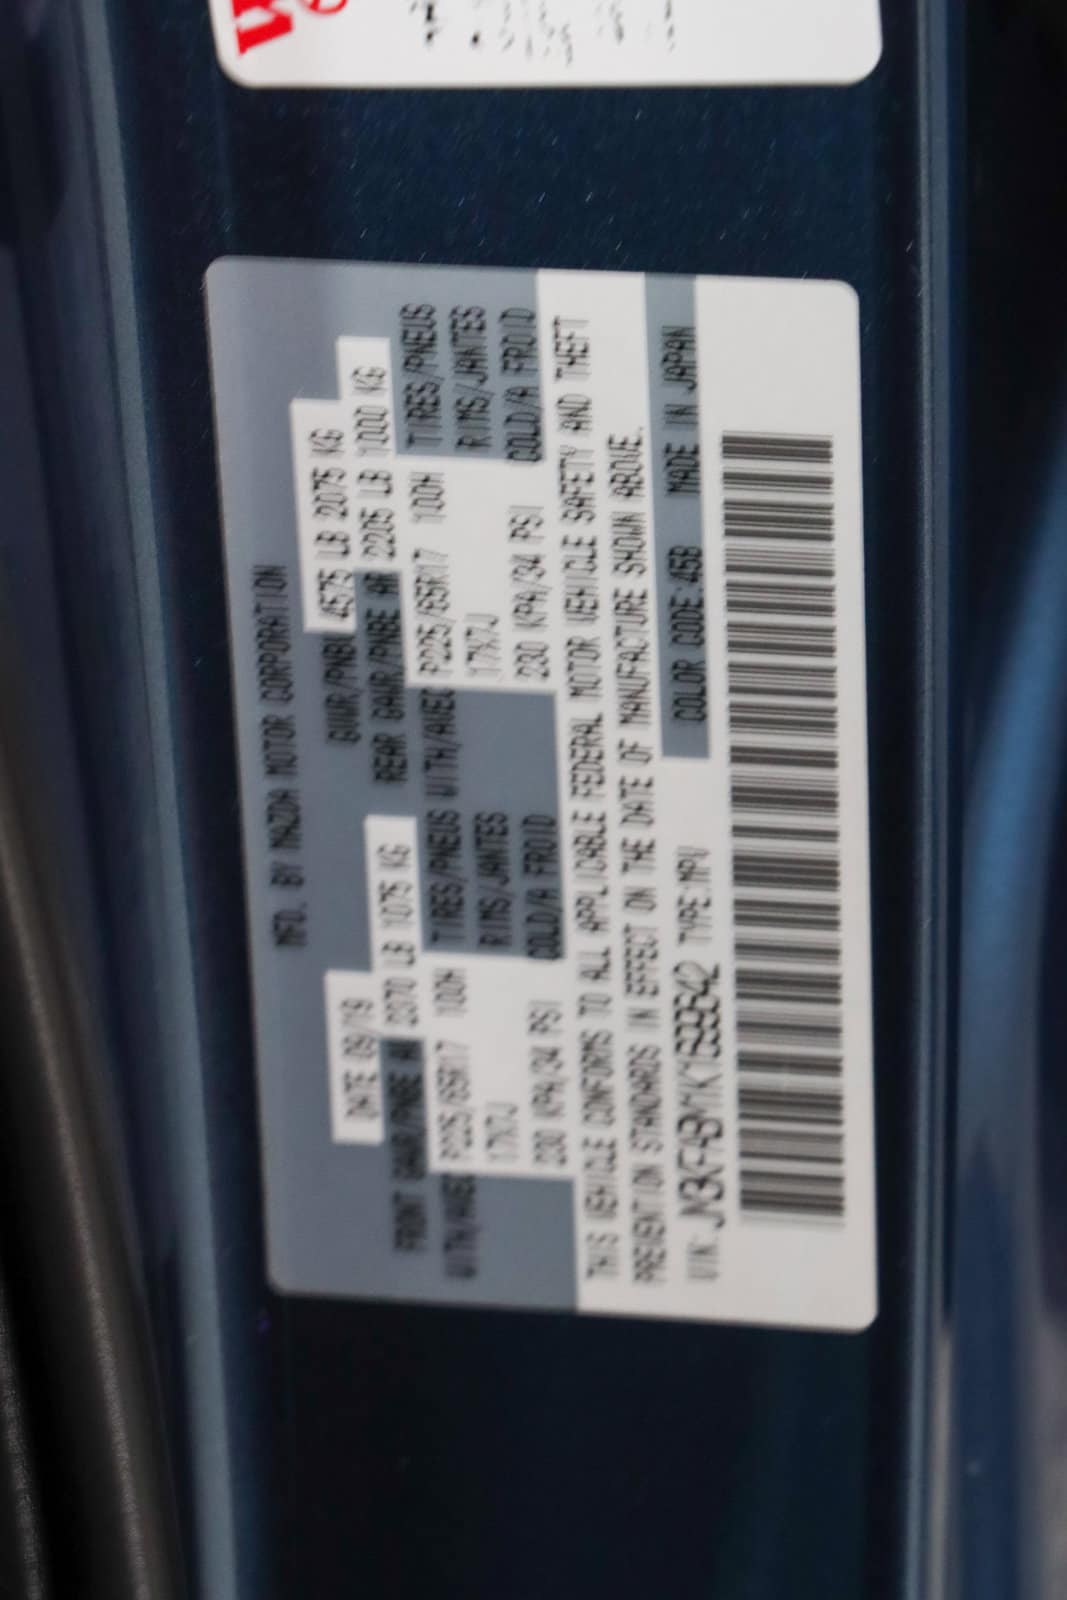 MFD. BY MAZDA MOTOR CORPORATION
DATE 09/19 GVWR/PNBV 4575 LB 2075 KG
FRONT GAWR/PNBE AV 2370 LB 1075 KG REAR GAWR/PNBE AR 2205 LB 1000 KG
WITH/AVEC P225/65R17 100H TIRES/PNEUS WITH/AVEC P225/65R17 100H TIRES/PNEUS
17X7J RIMS/JANTES 17X7J RIMS/JANTES
230 KPA/34 PSI COLD/A FROID 230 KPA/34 PSI COLD/A FROID
THIS VEHICLE CONFORMS TO ALL APPLICABLE FEDERAL MOTOR VEHICLE SAFETY AND THEFT
PREVENTION STANDARDS IN EFFECT ON THE DATE OF MANUFACTURE SHOWN ABOVE.
VIN: TYPE:MPV COLOR CODE:45B MADE IN JAPAN